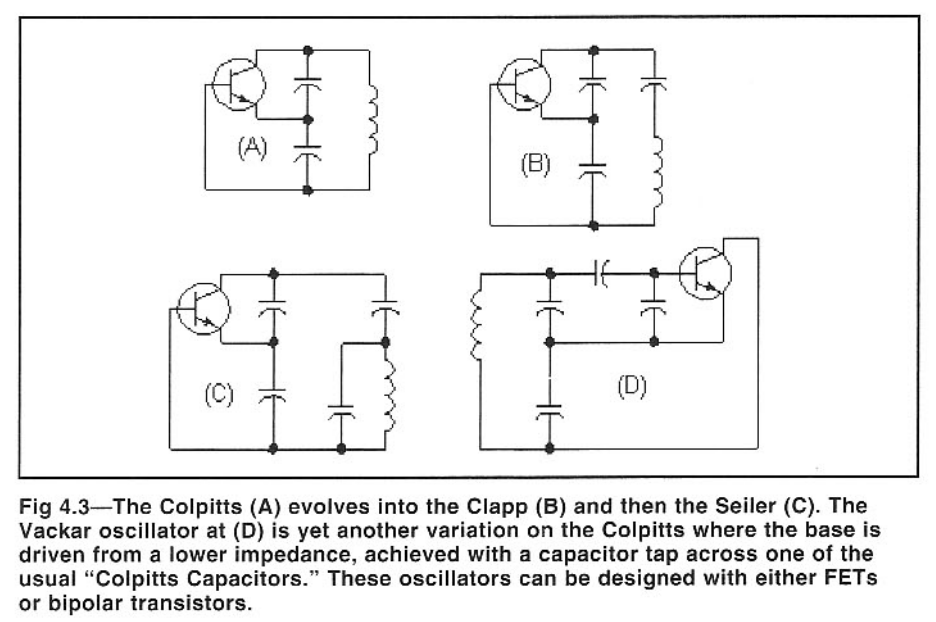 (A)
(B)
(C)
(D)
Fig 4.3—The Colpitts (A) evolves into the Clapp (B) and then the Seiler (C). The
Vackar oscillator at (D) is yet another variation on the Colpitts where the base is
driven from a lower impedance, achieved with a capacitor tap across one of the
usual “Colpitts Capacitors.” These oscillators can be designed with either FETs
or bipolar transistors.